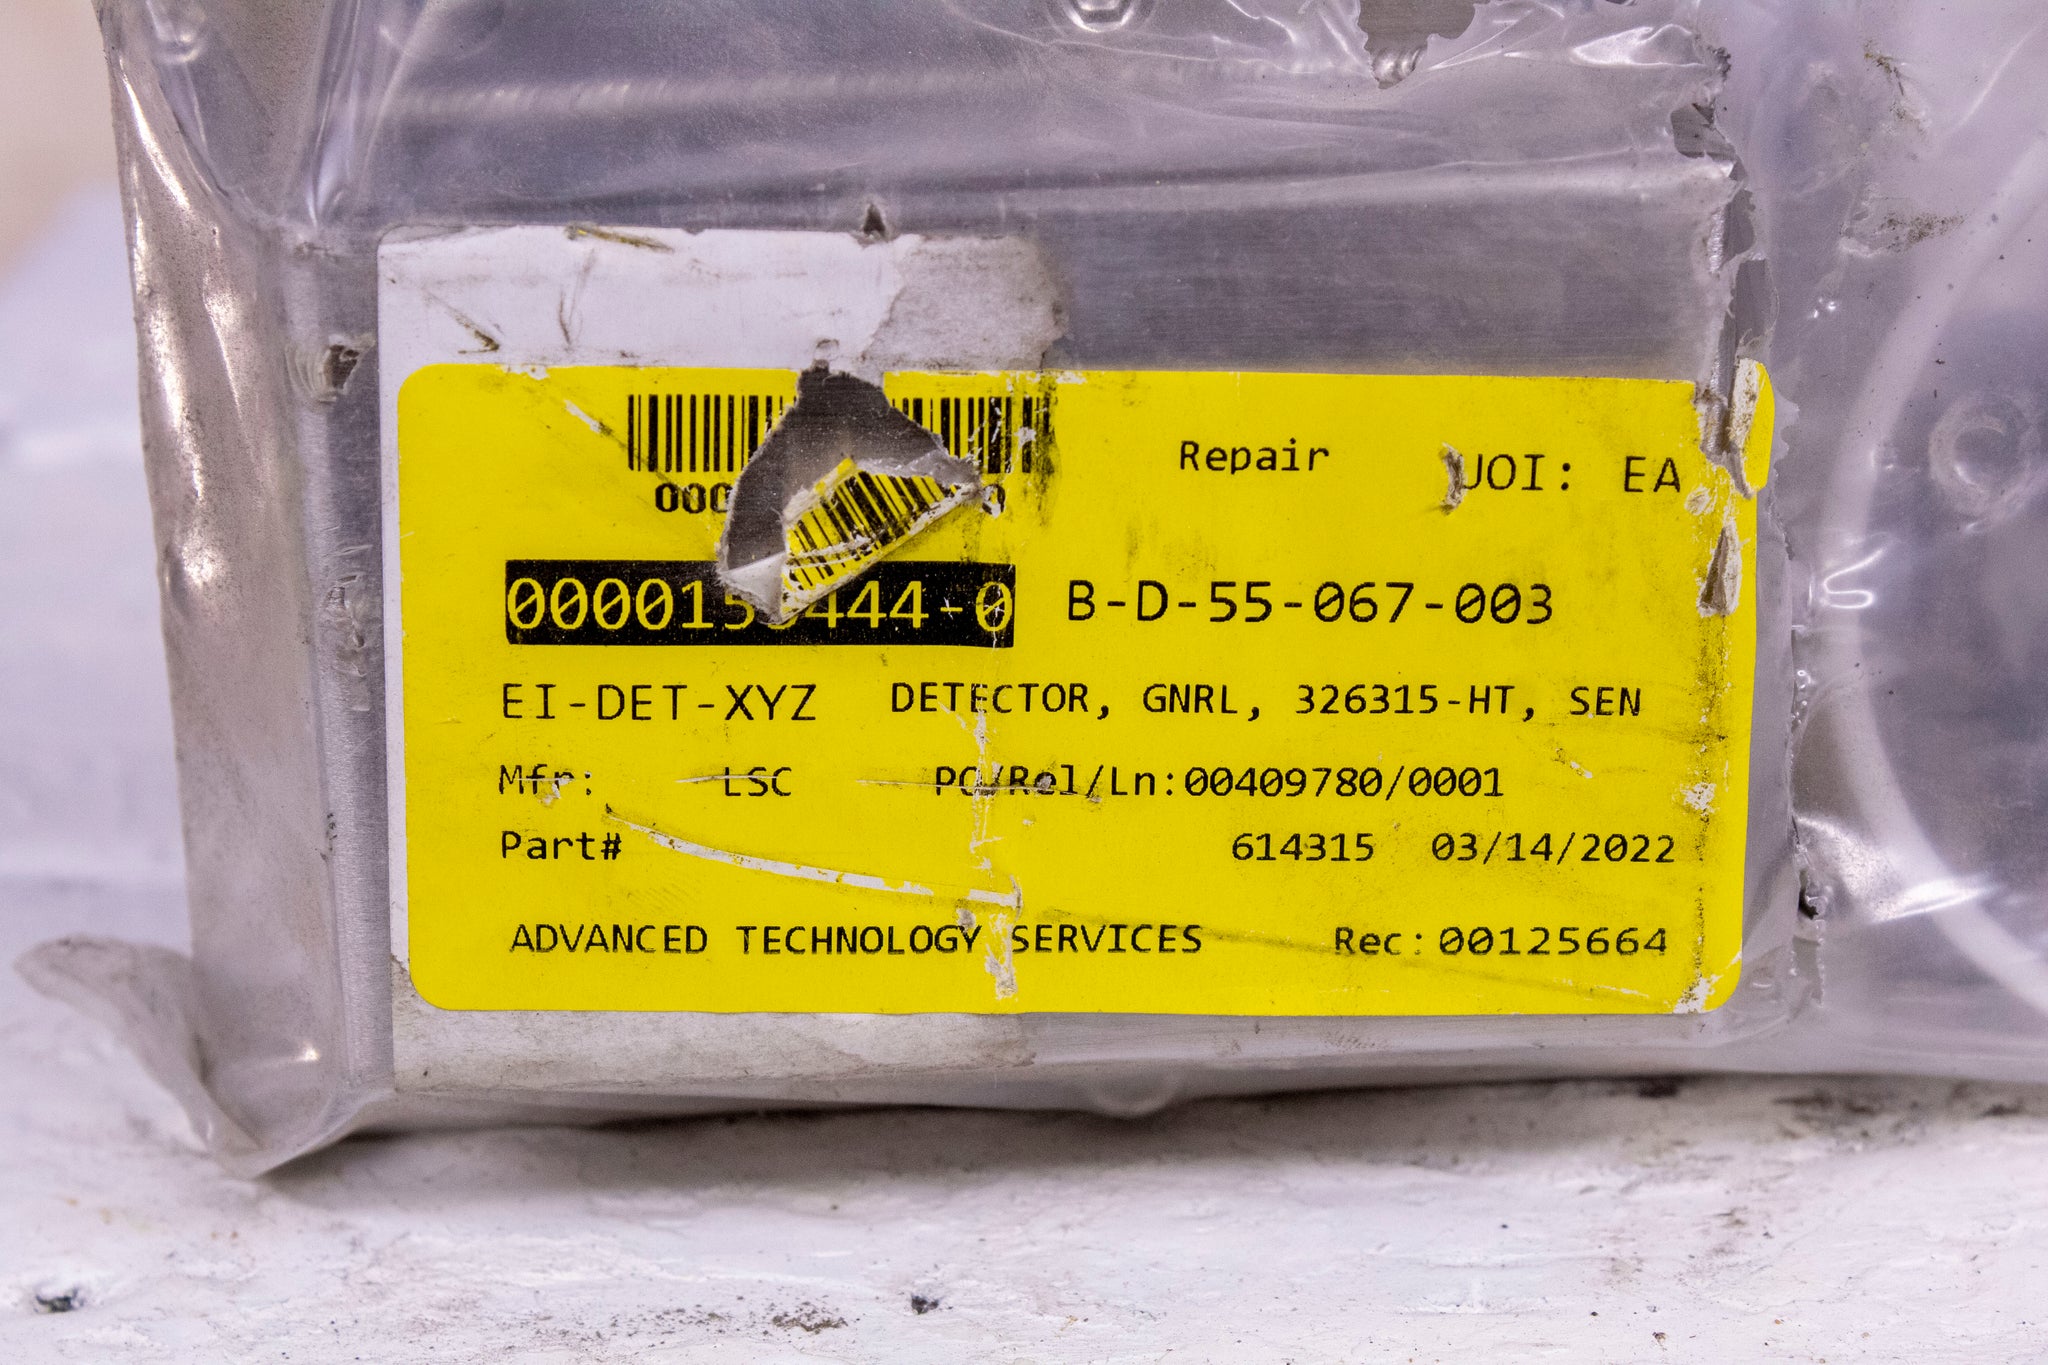 Repair UOI: EA
B-D-55-067-003
EI-DET-XYZ DETECTOR, GNRL, 326315-HT, SEN
Mfr: LSC PO/Rel/Ln:00409780/0001
Part# 614315 03/14/2022
ADVANCED TECHNOLOGY SERVICES Rec:00125664